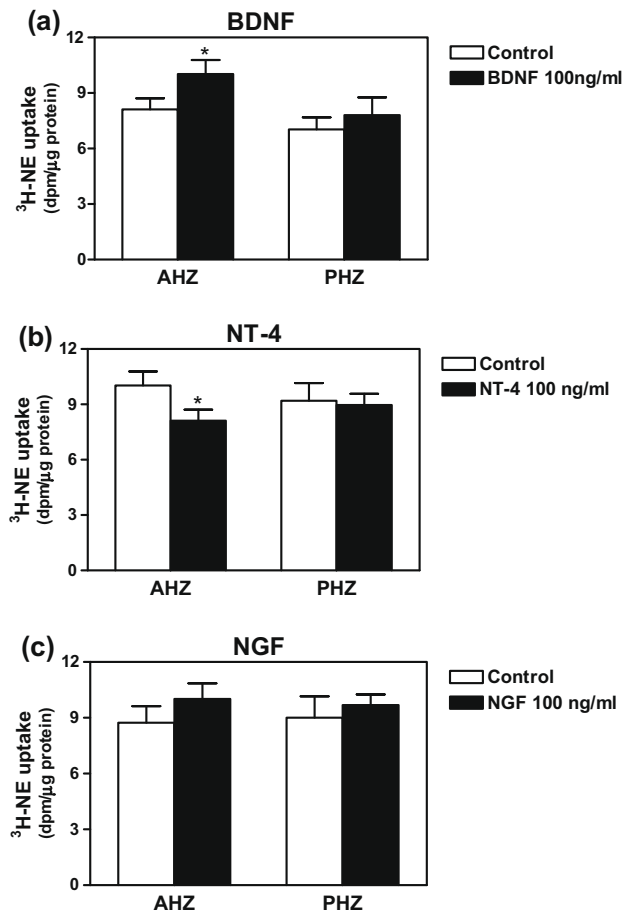 (a)
BDNF
12
9
6
3
0
³H-NE uptake
(dpm/µg protein)
*
Control
BDNF 100ng/ml
AHZ
PHZ
(b)
NT-4
12
9
6
3
0
³H-NE uptake
(dpm/µg protein)
*
Control
NT-4 100 ng/ml
AHZ
PHZ
(c)
NGF
12
9
6
3
0
³H-NE uptake
(dpm/µg protein)
Control
NGF 100 ng/ml
AHZ
PHZ